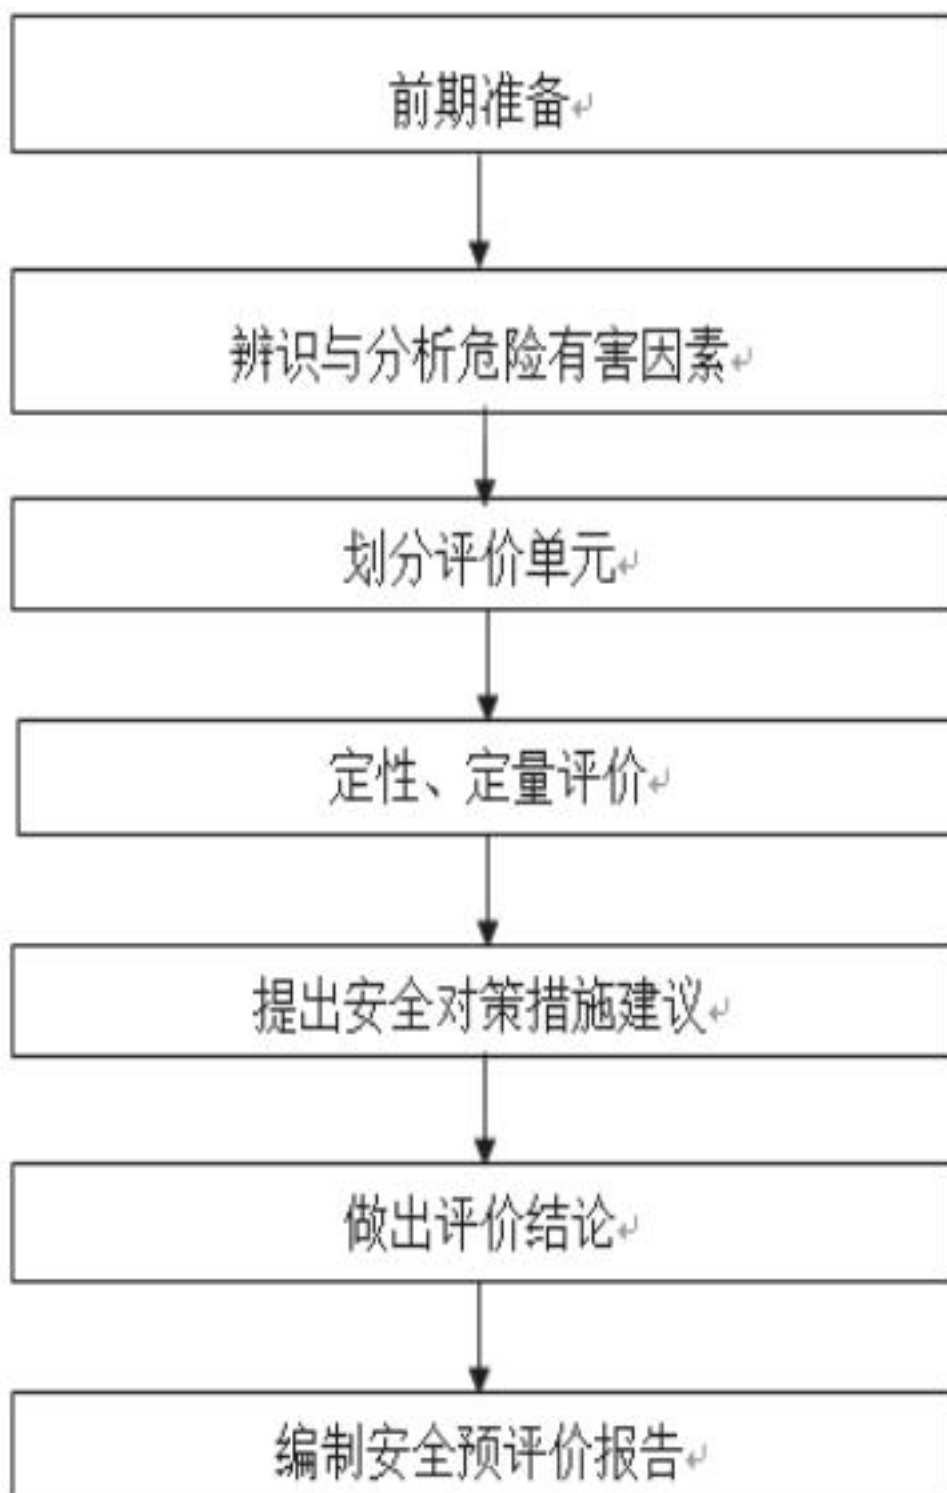 前期准备
辨识与分析危险有害因素
划分评价单元
定性、定量评价
提出安全对策措施建议
做出评价结论
编制安全预评价报告